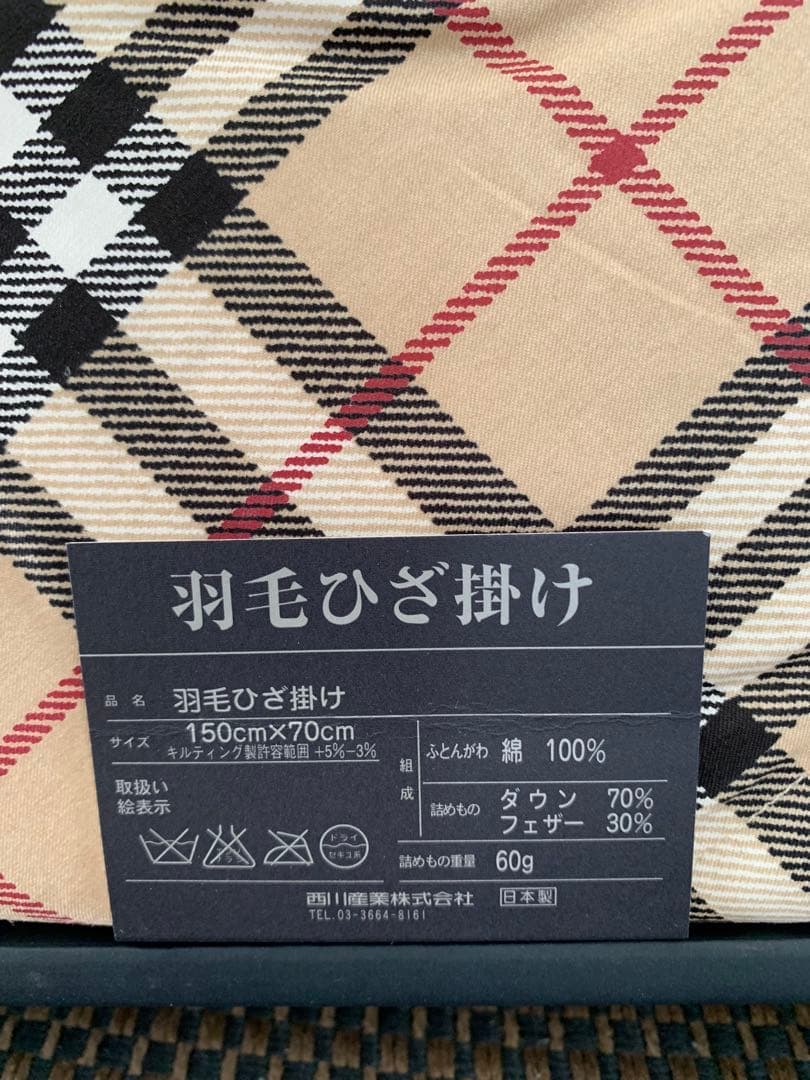 羽毛ひざ掛け
品名 羽毛ひざ掛け
サイズ 150cm×70cm
キルティング製許容範囲 +5%-3%
取扱い
絵表示
ドライ
セキユ系
組成
ふとんがわ 綿 100%
詰めもの ダウン 70%
フェザー 30%
詰めもの重量 60g
西川産業株式会社 日本製
TEL.03-3664-8161